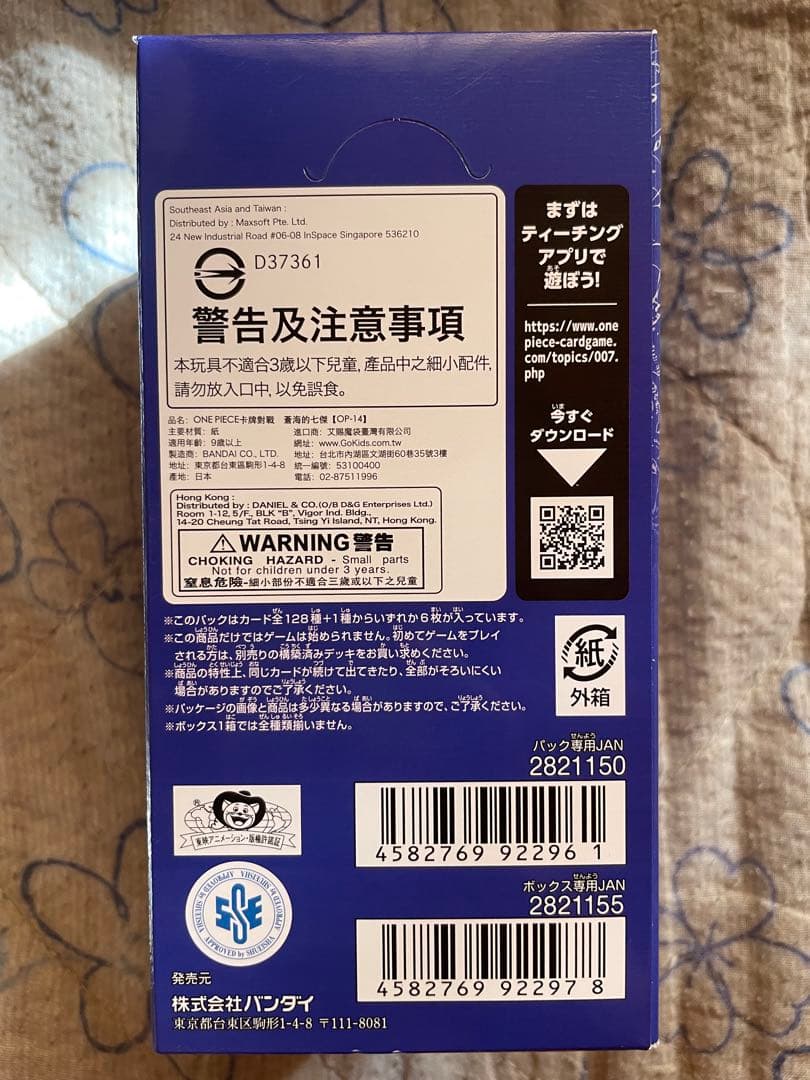 Southeast Asia and Taiwan :
Distributed by : Maxsoft Pte. Ltd.
24 New Industrial Road #06-08 InSpace Singapore 536210
D37361
警告及注意事項
本玩具不適合3歲以下兒童, 產品中之細小配件,
請勿放入口中, 以免誤食。
品名: ONE PIECE卡牌對戰 蒼海的七傑【OP-14】
主要材質: 紙 進口商: 艾賜魔袋臺灣有限公司
適用年齡: 9歲以上 網址: www.GoKids.com.tw
製造商: BANDAI CO., LTD. 地址: 台北市內湖區文湖街60巷35號3樓
地址: 東京都台東區駒形1-4-8 統一編號: 53100400
產地: 日本 電話: 02-87511996
Hong Kong :
Distributed by : DANIEL & CO.(O/B D&G Enterprises Ltd.)
Room 1-12, 5/F., BLK "B", Vigor Ind. Bldg.,
14-20 Cheung Tat Road, Tsing Yi Island, NT, Hong Kong.
WARNING 警告
CHOKING HAZARD - Small parts
Not for children under 3 years.
窒息危險-細小部份不適合三歲或以下之兒童
まずは
ティーチング
アプリで
遊ぼう!
あそ
https://www.one
piece-cardgame.
com/topics/007.
php
いま
今すぐ
ダウンロード
※このパックはカード全128種+1種からいずれか6枚が入っています。
※この商品だけではゲームは始められません。初めてゲームをプレイ
される方は、別売りの構築済みデッキをお買い求めください。
※商品の特性上、同じカードが続けて出てきたり、全部がそろいにくい
場合がありますのでご了承ください。
※パッケージの画像と商品は多少異なる場合がありますので、ご了承ください。
※ボックス1箱では全種類揃いません。
紙
外箱
せんよう
パック専用JAN
2821150
4582769 922961
せんよう
ボックス専用JAN
2821155
4582769 922978
東映アニメーション・版権許諾証
APPROVED by SHUEISHA
発売元
株式会社バンダイ
東京都台東区駒形1-4-8 〒111-8081